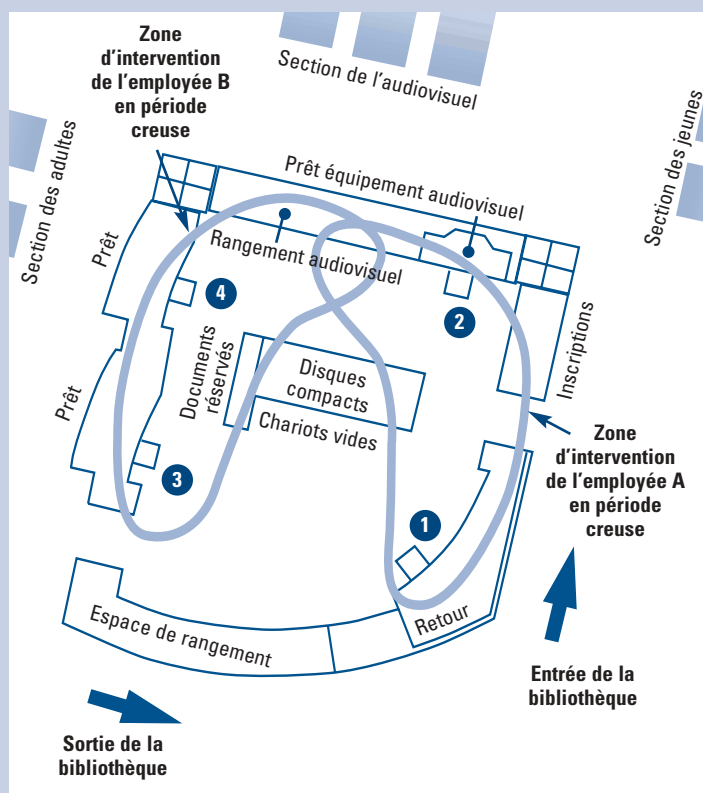 Zone
d'intervention
de l'employée B
en période
creuse
Section de l'audiovisuel
Section des adultes
Section des jeunes
Prêt équipement audiovisuel
Prêt
Rangement audiovisuel
4
2
Inscriptions
Documents
réservés
Disques
compacts
Prêt
Chariots vides
Zone
d'intervention
de l'employée A
en période
creuse
3
1
Espace de rangement
Retour
Entrée de la
bibliothèque
Sortie de la
bibliothèque